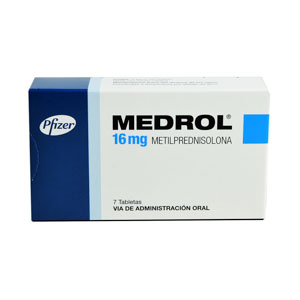 Pfizer
MEDROL®
16 mg METILPREDNISOLONA
7 Tabletas
VIA DE ADMINISTRACIÓN ORAL